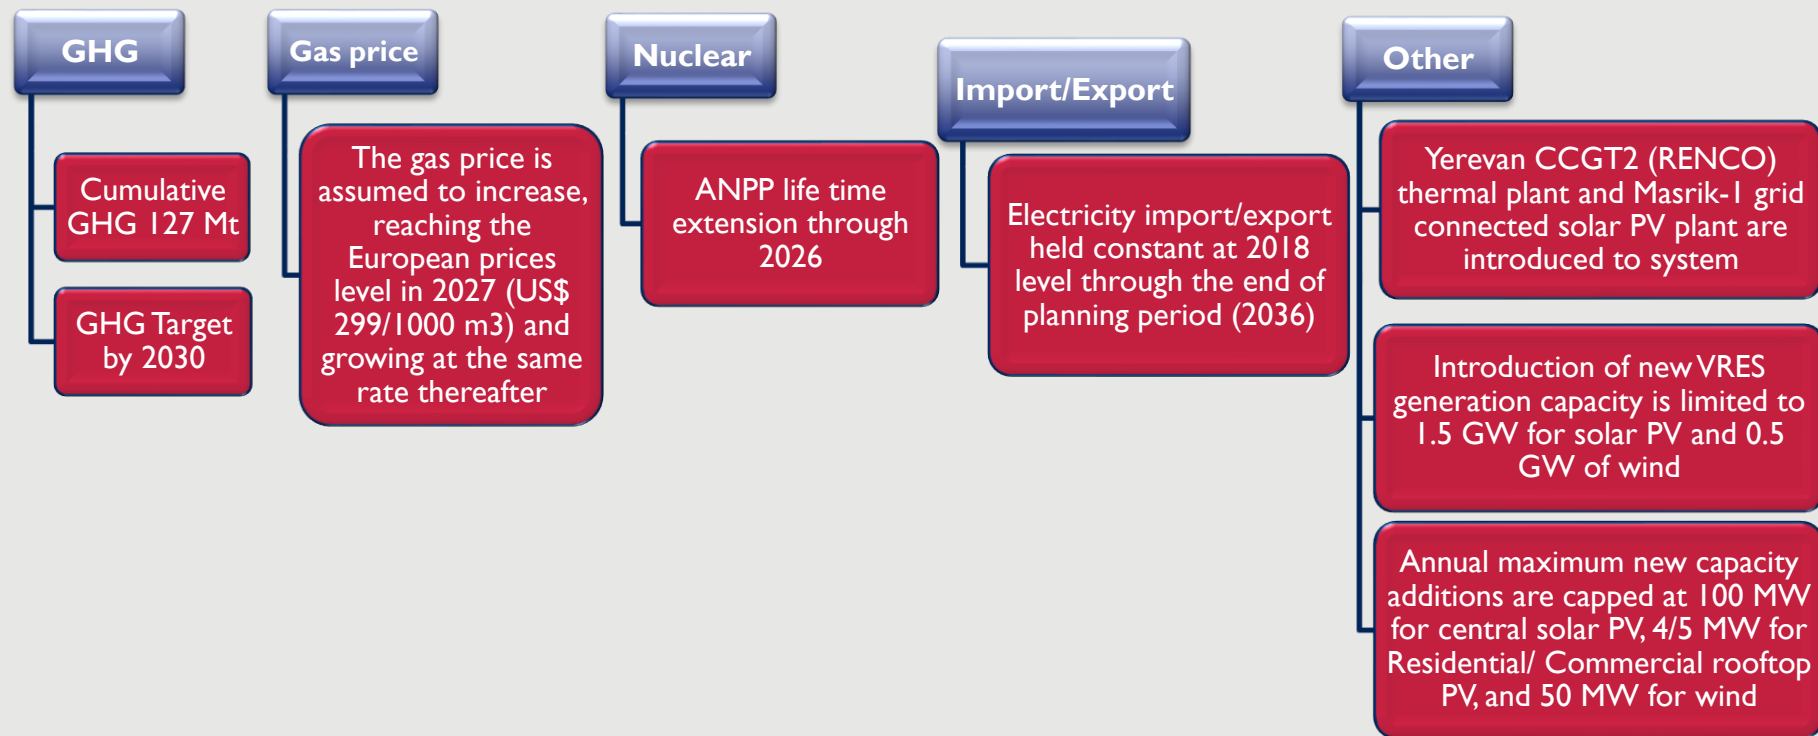 GHG
Cumulative
GHG 127 Mt
GHG Target
by 2030
Gas price
The gas price is
assumed to increase,
reaching the
European prices
level in 2027 (US$
299/1000 m3) and
growing at the same
rate thereafter
Nuclear
ANPP life time
extension through
2026
Import/Export
Electricity import/export
held constant at 2018
level through the end of
planning period (2036)
Other
Yerevan CCGT2 (RENCO)
thermal plant and Masrik-1 grid
connected solar PV plant are
introduced to system
Introduction of new VRES
generation capacity is limited to
1.5 GW for solar PV and 0.5
GW of wind
Annual maximum new capacity
additions are capped at 100 MW
for central solar PV, 4/5 MW for
Residential/ Commercial rooftop
PV, and 50 MW for wind